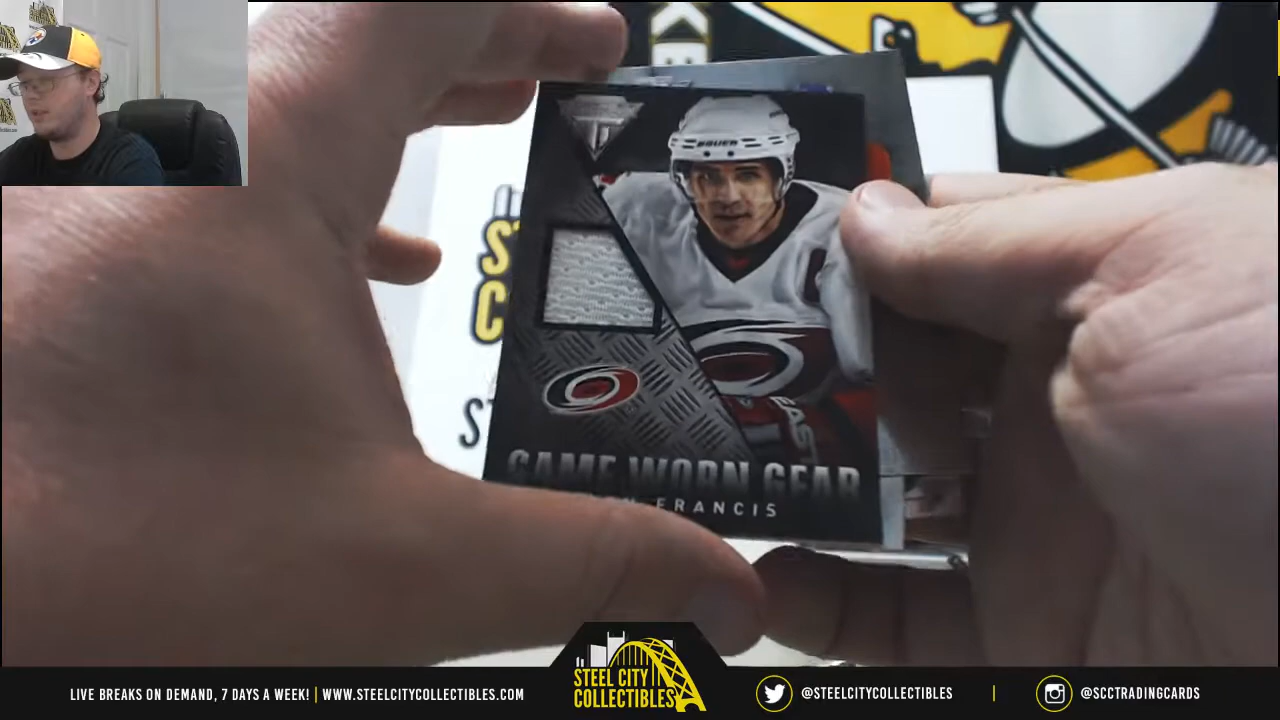 BAUER
EAST
GAME WORN GEAR
FRANCIS
LIVE BREAKS ON DEMAND, 7 DAYS A WEEK! | WWW.STEELCITYCOLLECTIBLES.COM
STEEL CITY
COLLECTIBLES
@STEELCITYCOLLECTIBLES
@SCCTRADINGCARDS